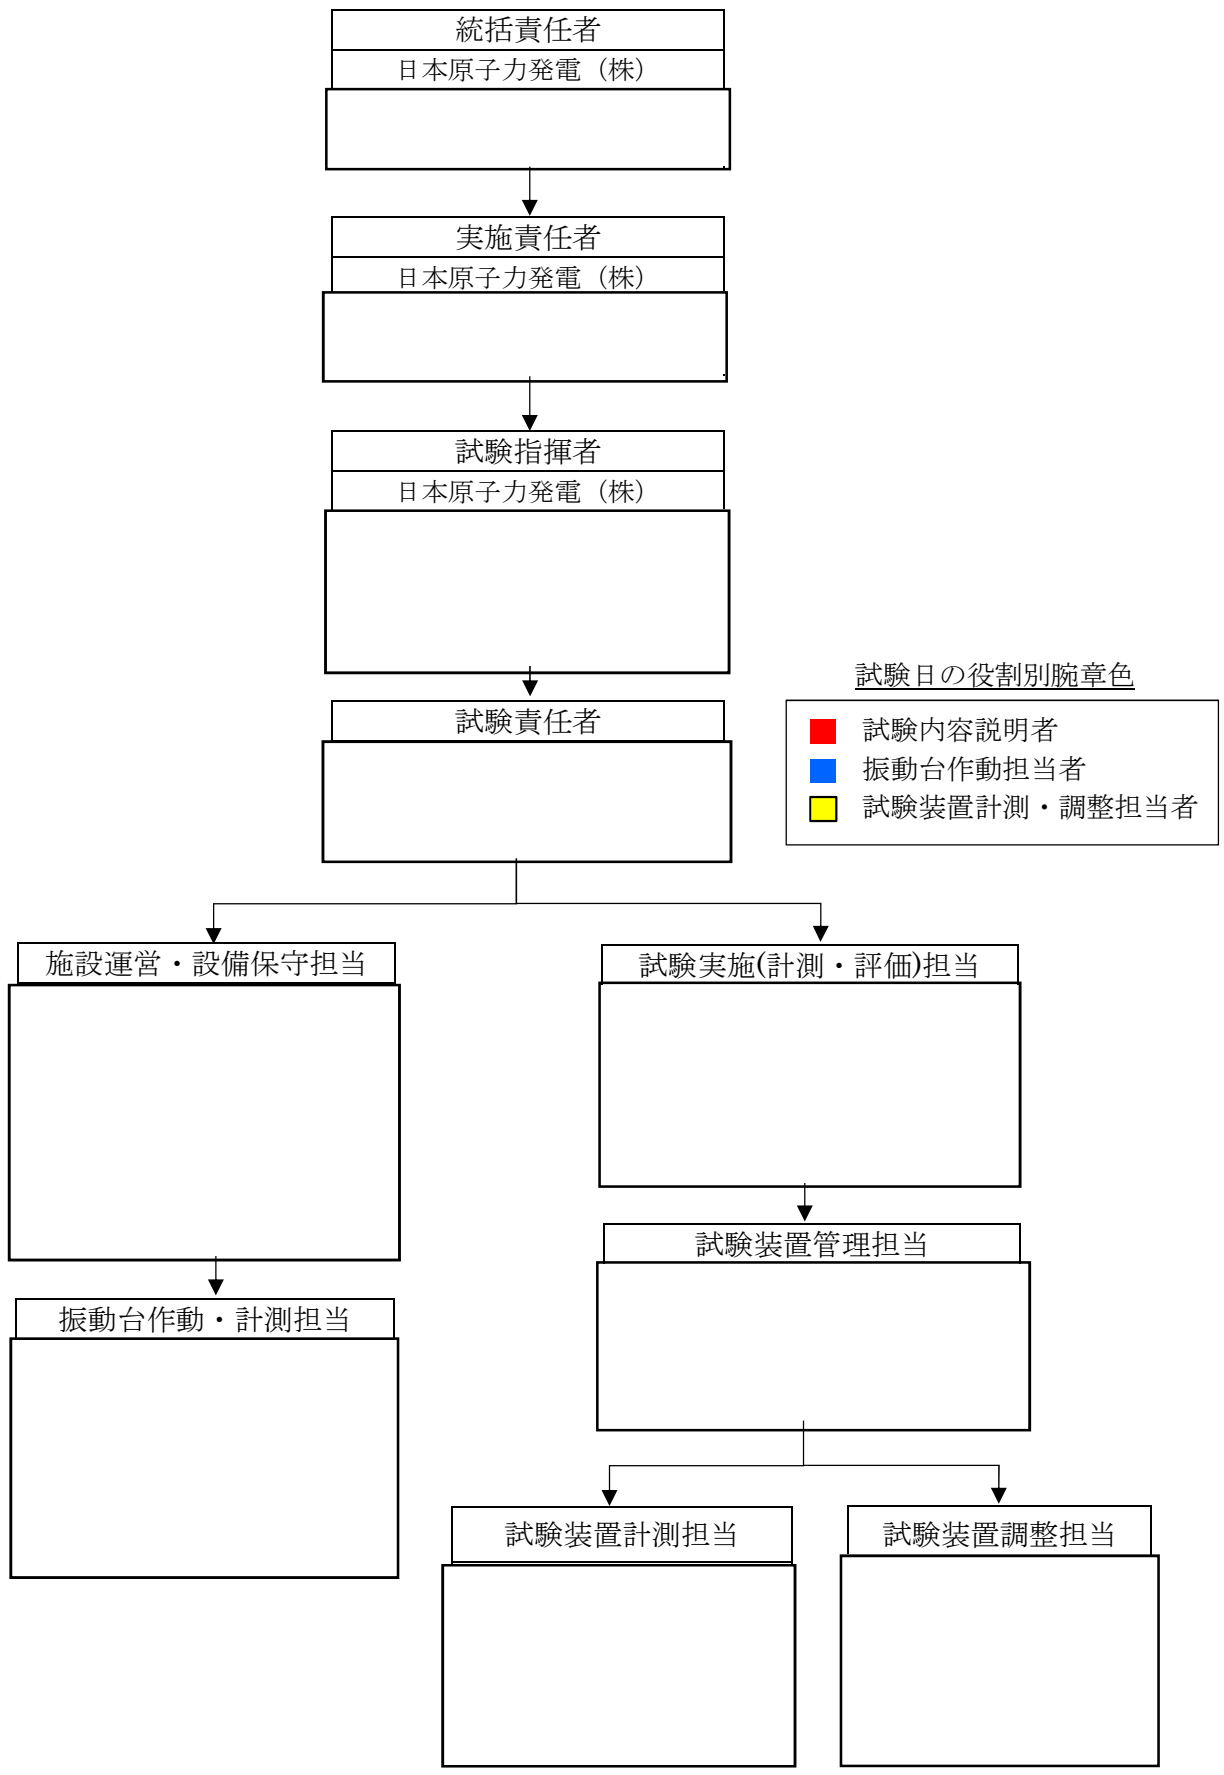 統括責任者
日本原子力発電（株）
実施責任者
日本原子力発電（株）
試験指揮者
日本原子力発電（株）
試験責任者
試験日の役割別腕章色
試験内容説明者
振動台作動担当者
試験装置計測・調整担当者
施設運営・設備保守担当
試験実施(計測・評価)担当
試験装置管理担当
振動台作動・計測担当
試験装置計測担当
試験装置調整担当